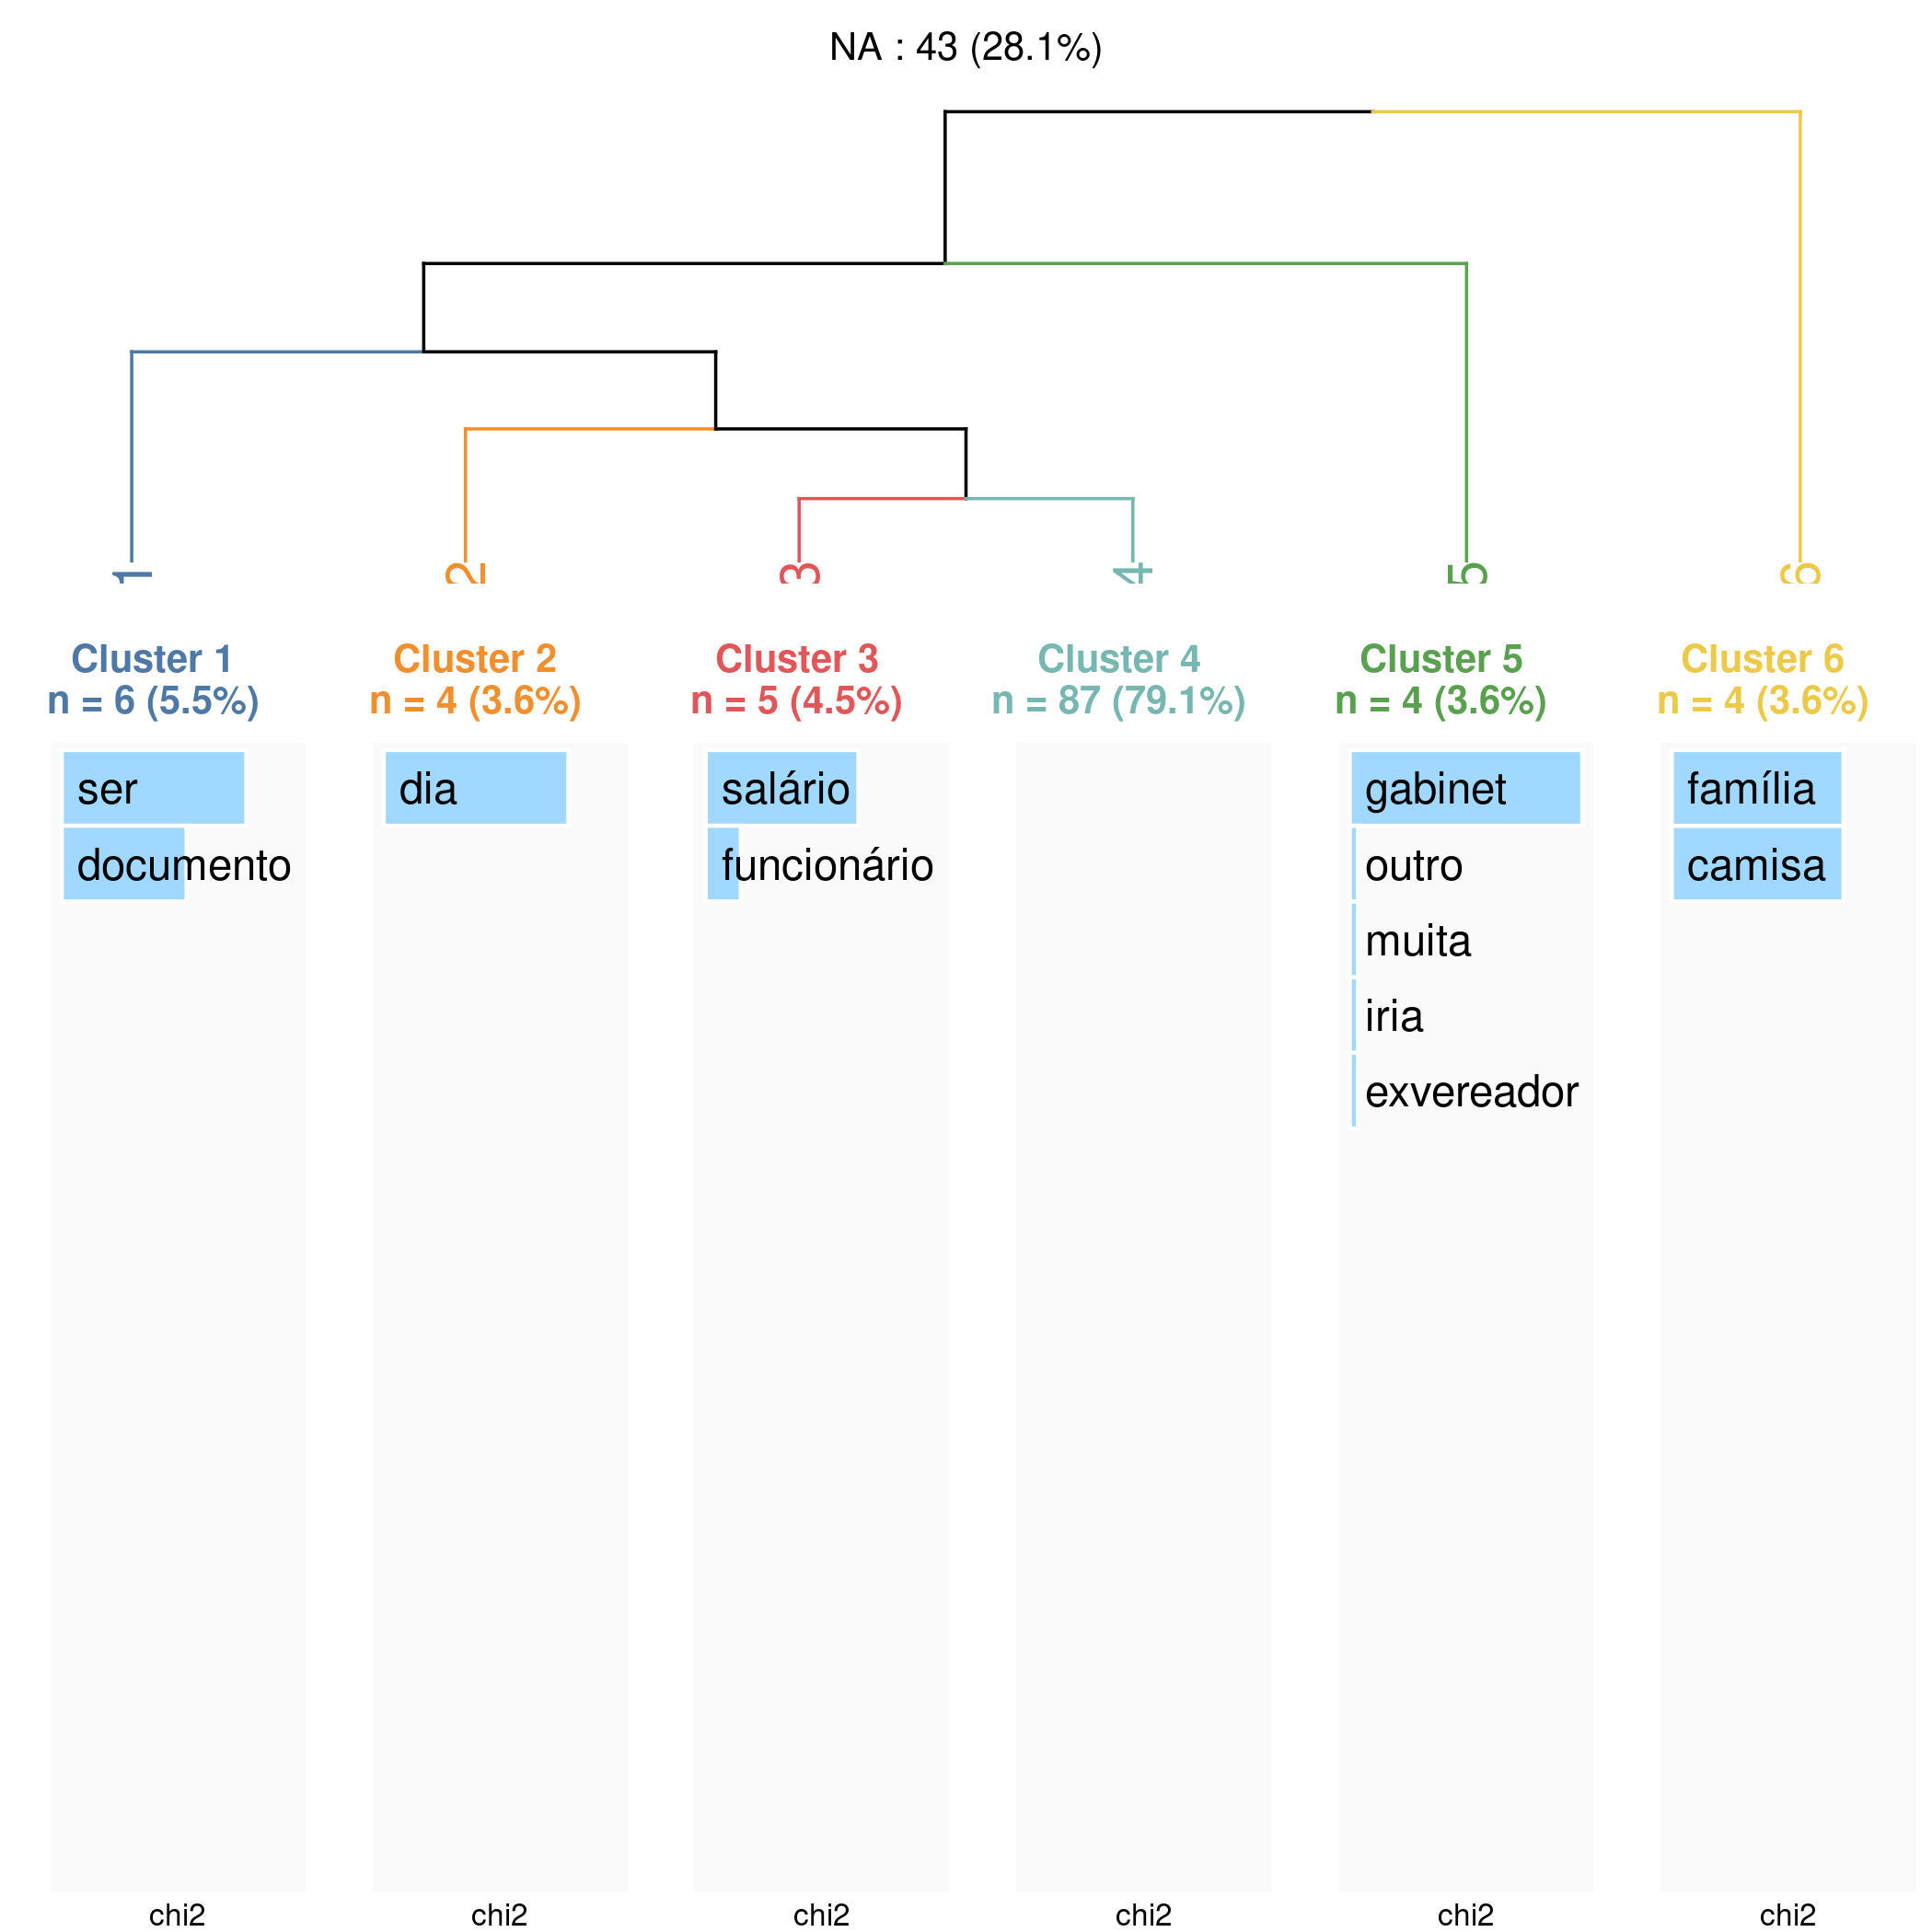 NA : 43 (28.1%)
1 2 3 4 5 6
Cluster 1 Cluster 2 Cluster 3 Cluster 4 Cluster 5 Cluster 6
n = 6 (5.5%) n = 4 (3.6%) n = 5 (4.5%) n = 87 (79.1%) n = 4 (3.6%) n = 4 (3.6%)
ser dia salário gabinet família
documento funcionário outro camisa
muita
iria
exvereador
chi2 chi2 chi2 chi2 chi2 chi2